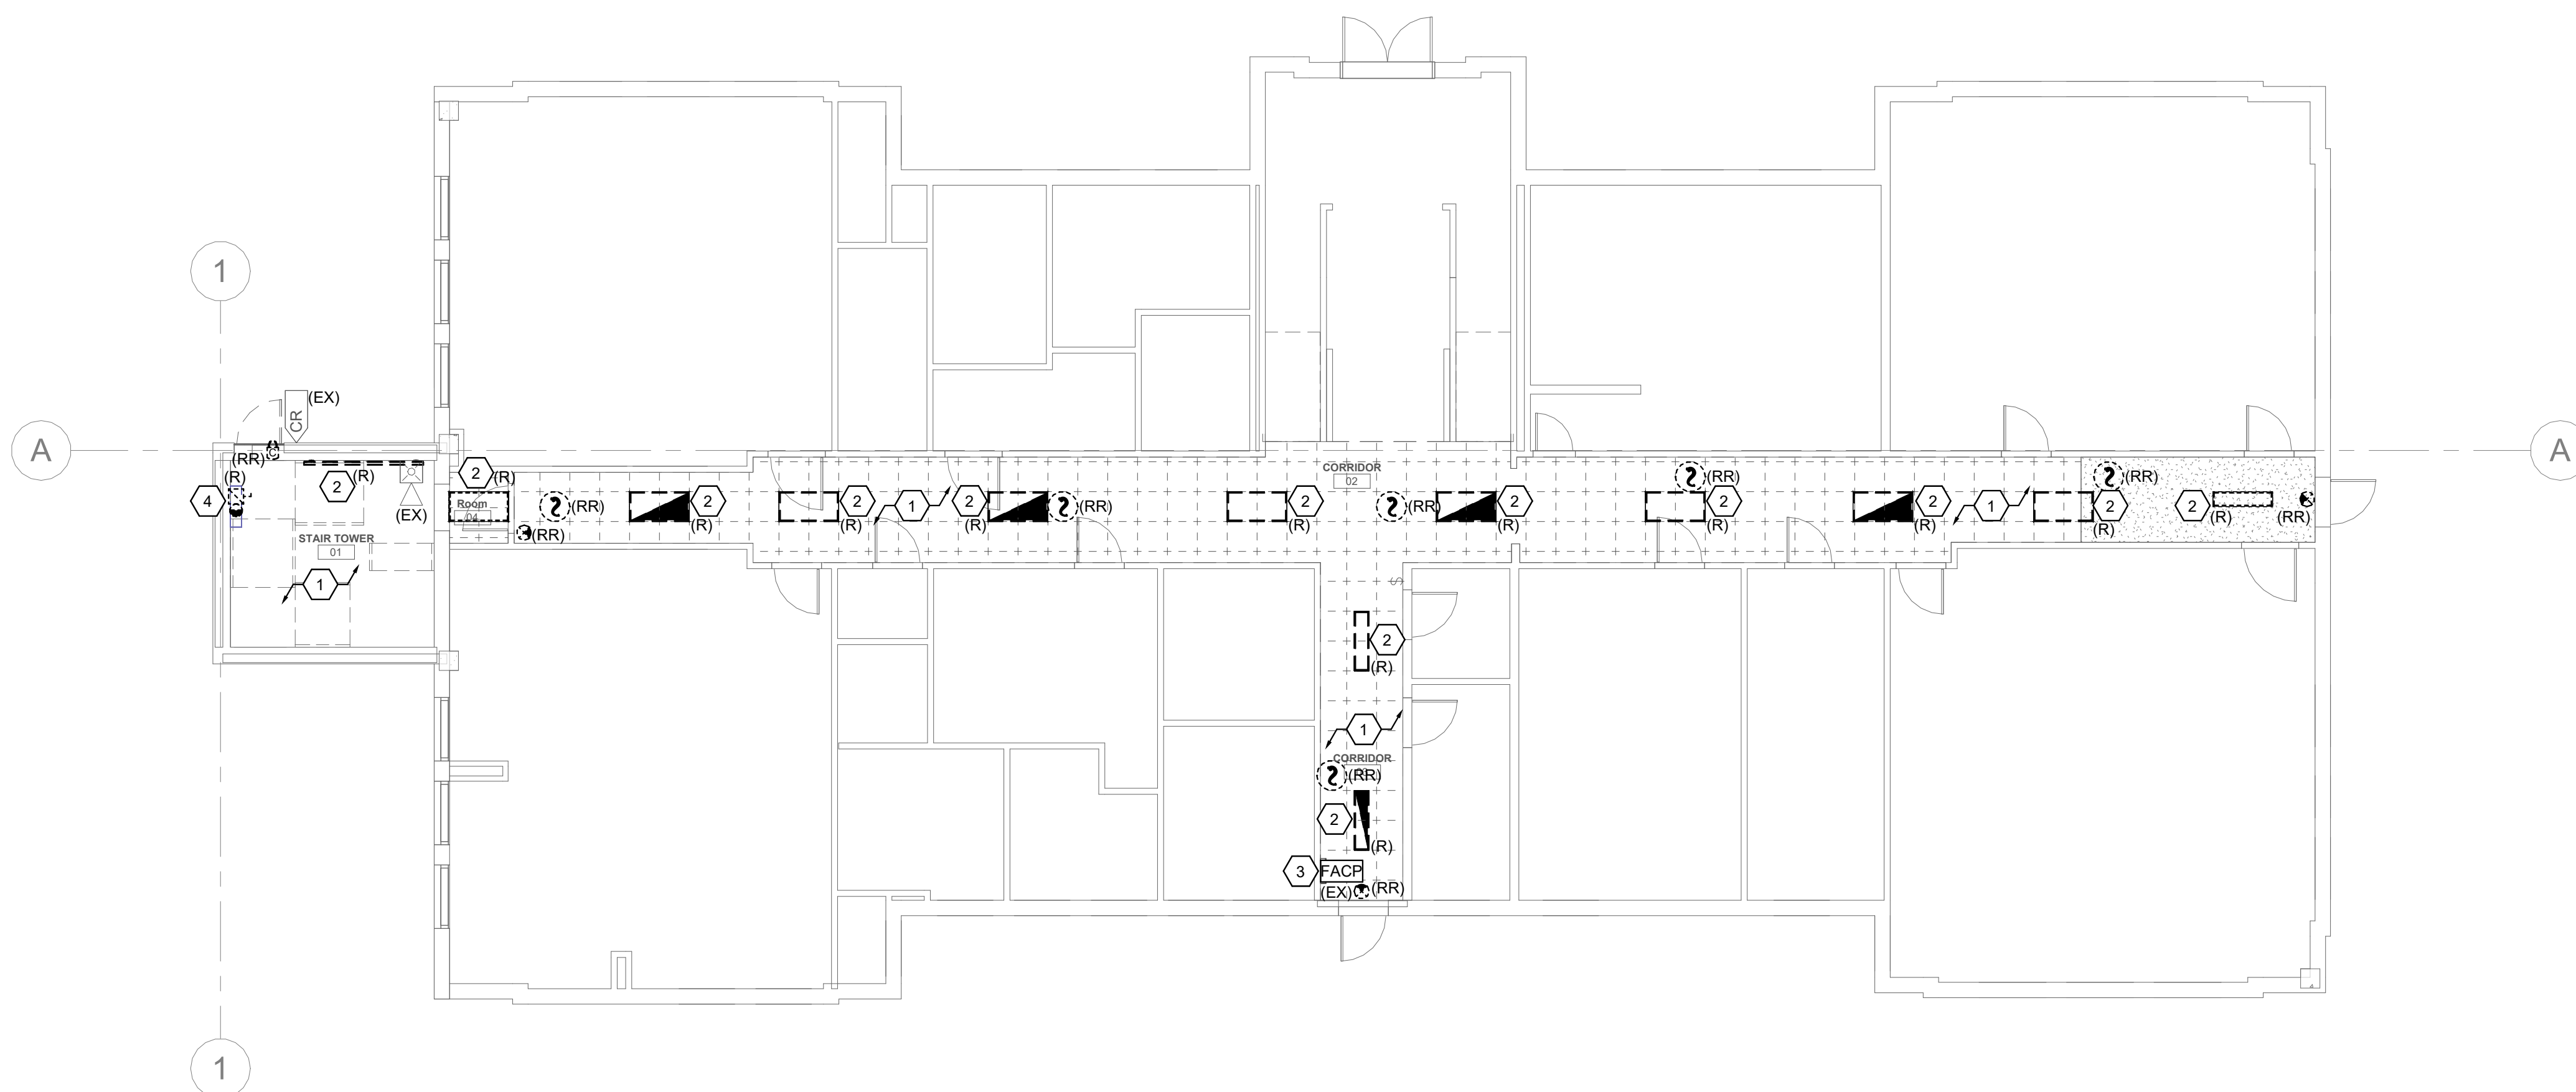 1
(EX)
CR
A
A
(RR)
(R)
4
2
(R)
(EX)
2
(R)
Room
04
(RR)
(RR)
STAIR TOWER
01
1
2
(R)
2
(R)
1
2
(R)
(RR)
2
(R)
CORRIDOR
02
(RR)
2
(R)
(RR)
2
(R)
2
(R)
1
(RR)
2
(R)
2
(R)
(RR)
S
2
(R)
1
CORRIDOR
(RR)
2
(R)
3
FACP
(EX)
(RR)
1